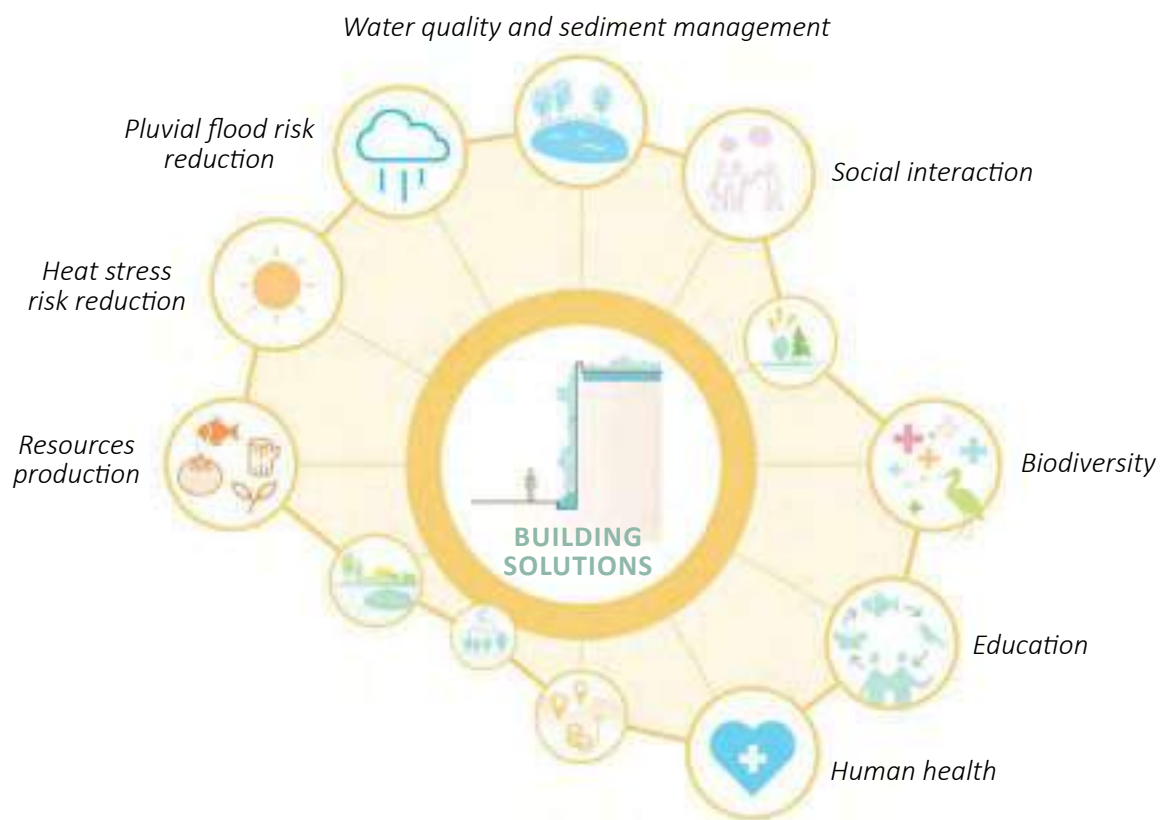 Water quality and sediment management
Pluvial flood risk
reduction
Social interaction
Heat stress
risk reduction
Resources
production
Biodiversity
BUILDING
SOLUTIONS
Education
Human health